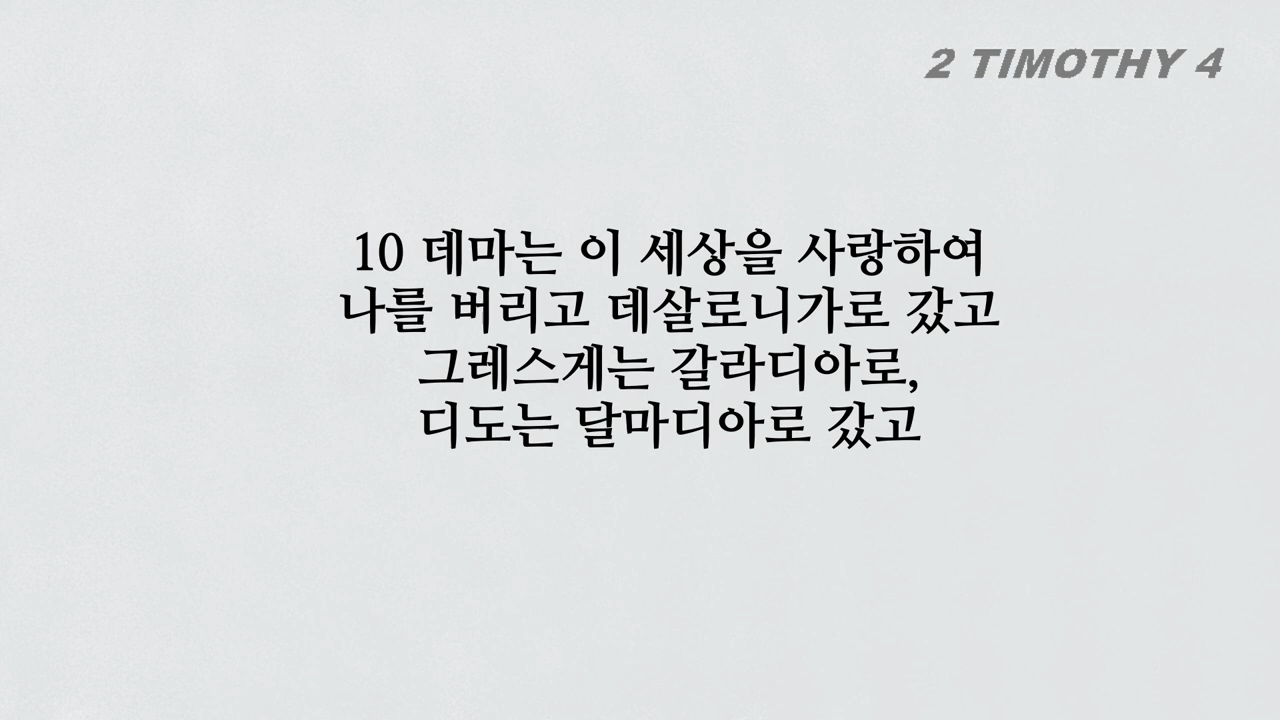 2 TIMOTHY 4
10 데마는 이 세상을 사랑하여
나를 버리고 데살로니가로 갔고
그레스게는 갈라디아로,
디도는 달마디아로 갔고